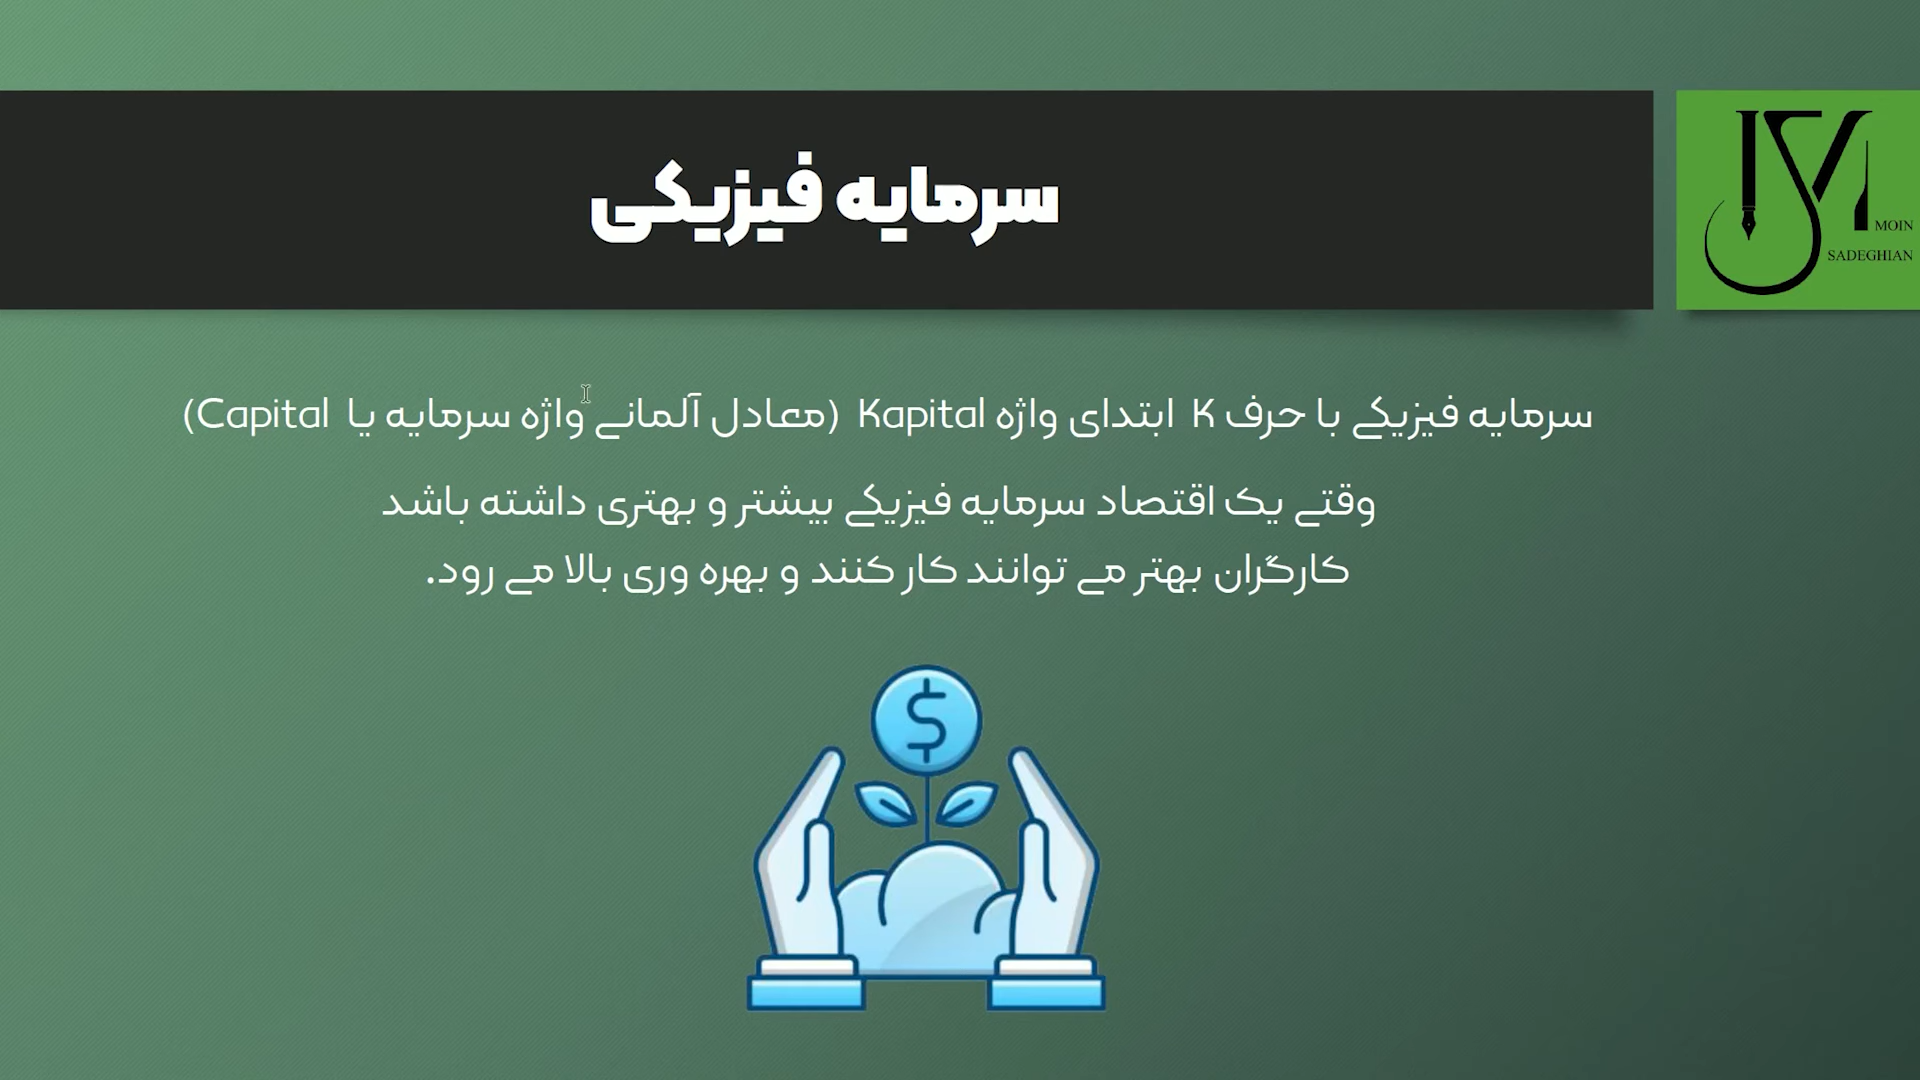 سرمایه فیزیکی
MOIN
SADEGHIAN
سرمایه فیزیکی با حرف K ابتدای واژه Kapital (معادل آلمانی واژه سرمایه یا Capital)
وقتی یک اقتصاد سرمایه فیزیکی بیشتر و بهتری داشته باشد
کارگران بهتر می توانند کار کنند و بهره وری بالا می رود.
$